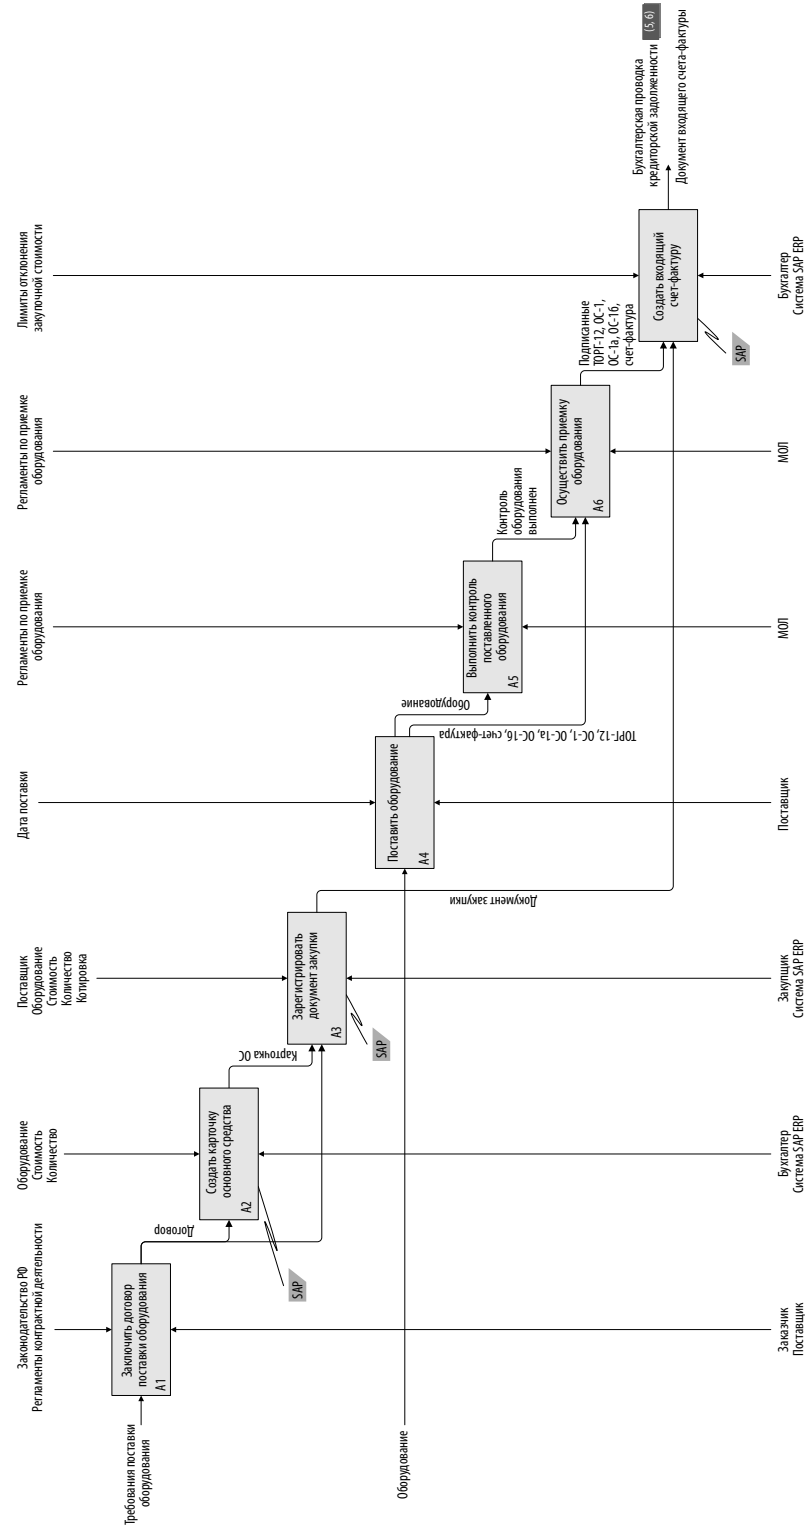 Законодательство РФ
Регламенты контрактной деятельности
Оборудование
Стоимость
Количество
Поставщик
Оборудование
Стоимость
Количество
Котировка
Дата поставки
Регламенты по приемке
оборудования
Регламенты по приемке
оборудования
Лимиты отклонения
закупочной стоимости
Требования поставки
оборудования
Заключить договор
поставки оборудования
A1
Договор
Создать карточку
основного средства
A2
SAP
Карточка ОС
Зарегистрировать
документ закупки
A3
SAP
Документ закупки
Оборудование
Поставить оборудование
A4
Оборудование
ТОРГ-12, ОС-1, ОС-1а, ОС-1б, счет-фактура
Выполнить контроль
поставленного
оборудования
A5
Контроль
оборудования
выполнен
Осуществить приемку
оборудования
A6
Подписанные
ТОРГ-12, ОС-1,
ОС-1а, ОС-1б,
счет-фактура
Создать входящий
счет-фактуру
SAP
Бухгалтерская проводка
кредиторской задолженности (5, 6)
Документ входящего счета-фактуры
Заказчик
Поставщик
Бухгалтер
Система SAP ERP
Закупщик
Система SAP ERP
Поставщик
МОЛ
МОЛ
Бухгалтер
Система SAP ERP